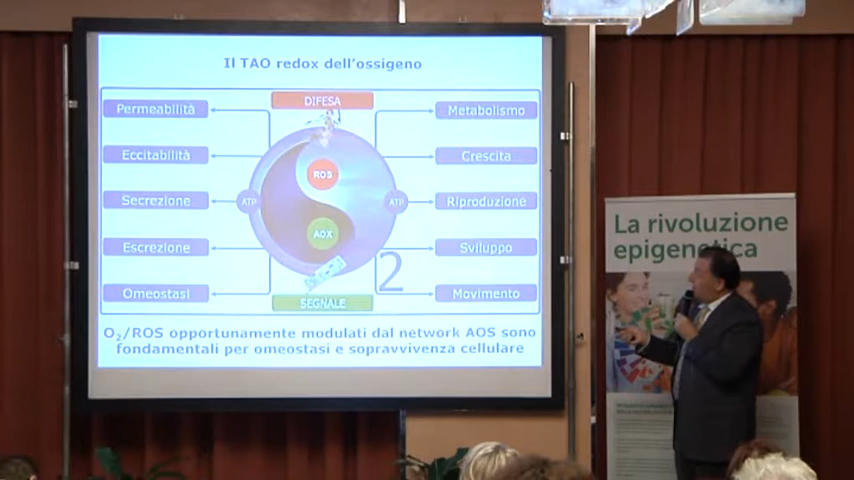 Il TAO redox dell'ossigeno
DIFESA
Permeabilità
Metabolismo
Eccitabilità
Crescita
ROS
Secrezione
ATP
ATP
Riproduzione
AOX
Escrezione
Sviluppo
2
Omeostasi
Movimento
SEGNALE
O₂/ROS opportunamente modulati dal network AOS sono
fondamentali per omeostasi e sopravvivenza cellulare
La rivoluzione
epigenetica